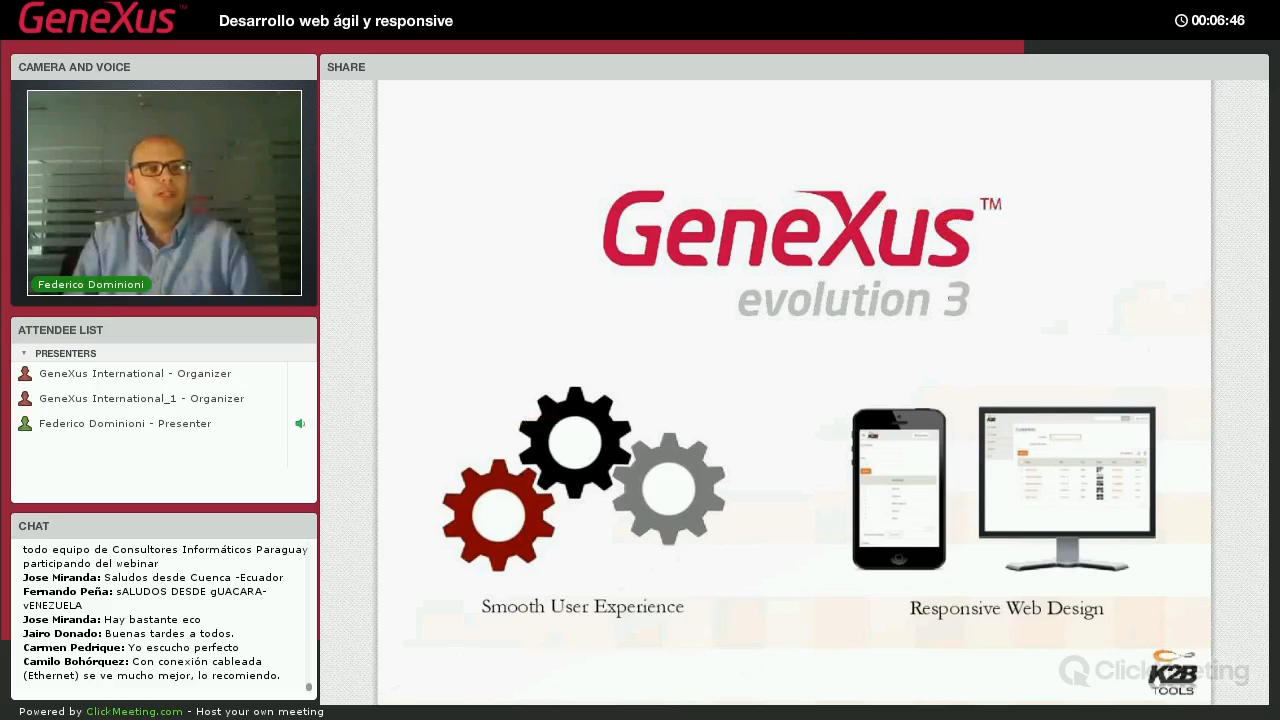 GeneXus™
Desarrollo web ágil y responsive
00:06:46
CAMERA AND VOICE
Federico Dominioni
ATTENDEE LIST
PRESENTERS
GeneXus International - Organizer
GeneXus International_1 - Organizer
Federico Dominioni - Presenter
CHAT
todo equipo de Consultores Informáticos Paraguay
participando del webinar
Jose Miranda: Saludos desde Cuenca-Ecuador
Fernando Peña: sALUDOS DESDE gUACARA-
vENEZUELA
Jose Miranda: Hay bastante eco
Jairo Donado: Buenas tardes a todos
Carmen Pedrianes: Yo escucho perfecto
Con conexión cableada
(Ethernet) se ve mucho mejor, lo recomiendo.
SHARE
GeneXus™
evolution 3
Smooth User Experience
Responsive Web Design
ClickMeeting
K2B
TOOLS
Powered by ClickMeeting.com - Host your own meeting